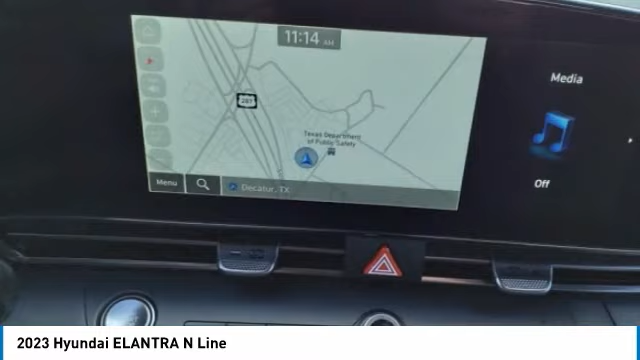 11:14 AM
Media
287
Texas Department
of Public Safety
Off
Menu
Decatur, TX
2023 Hyundai ELANTRA N Line